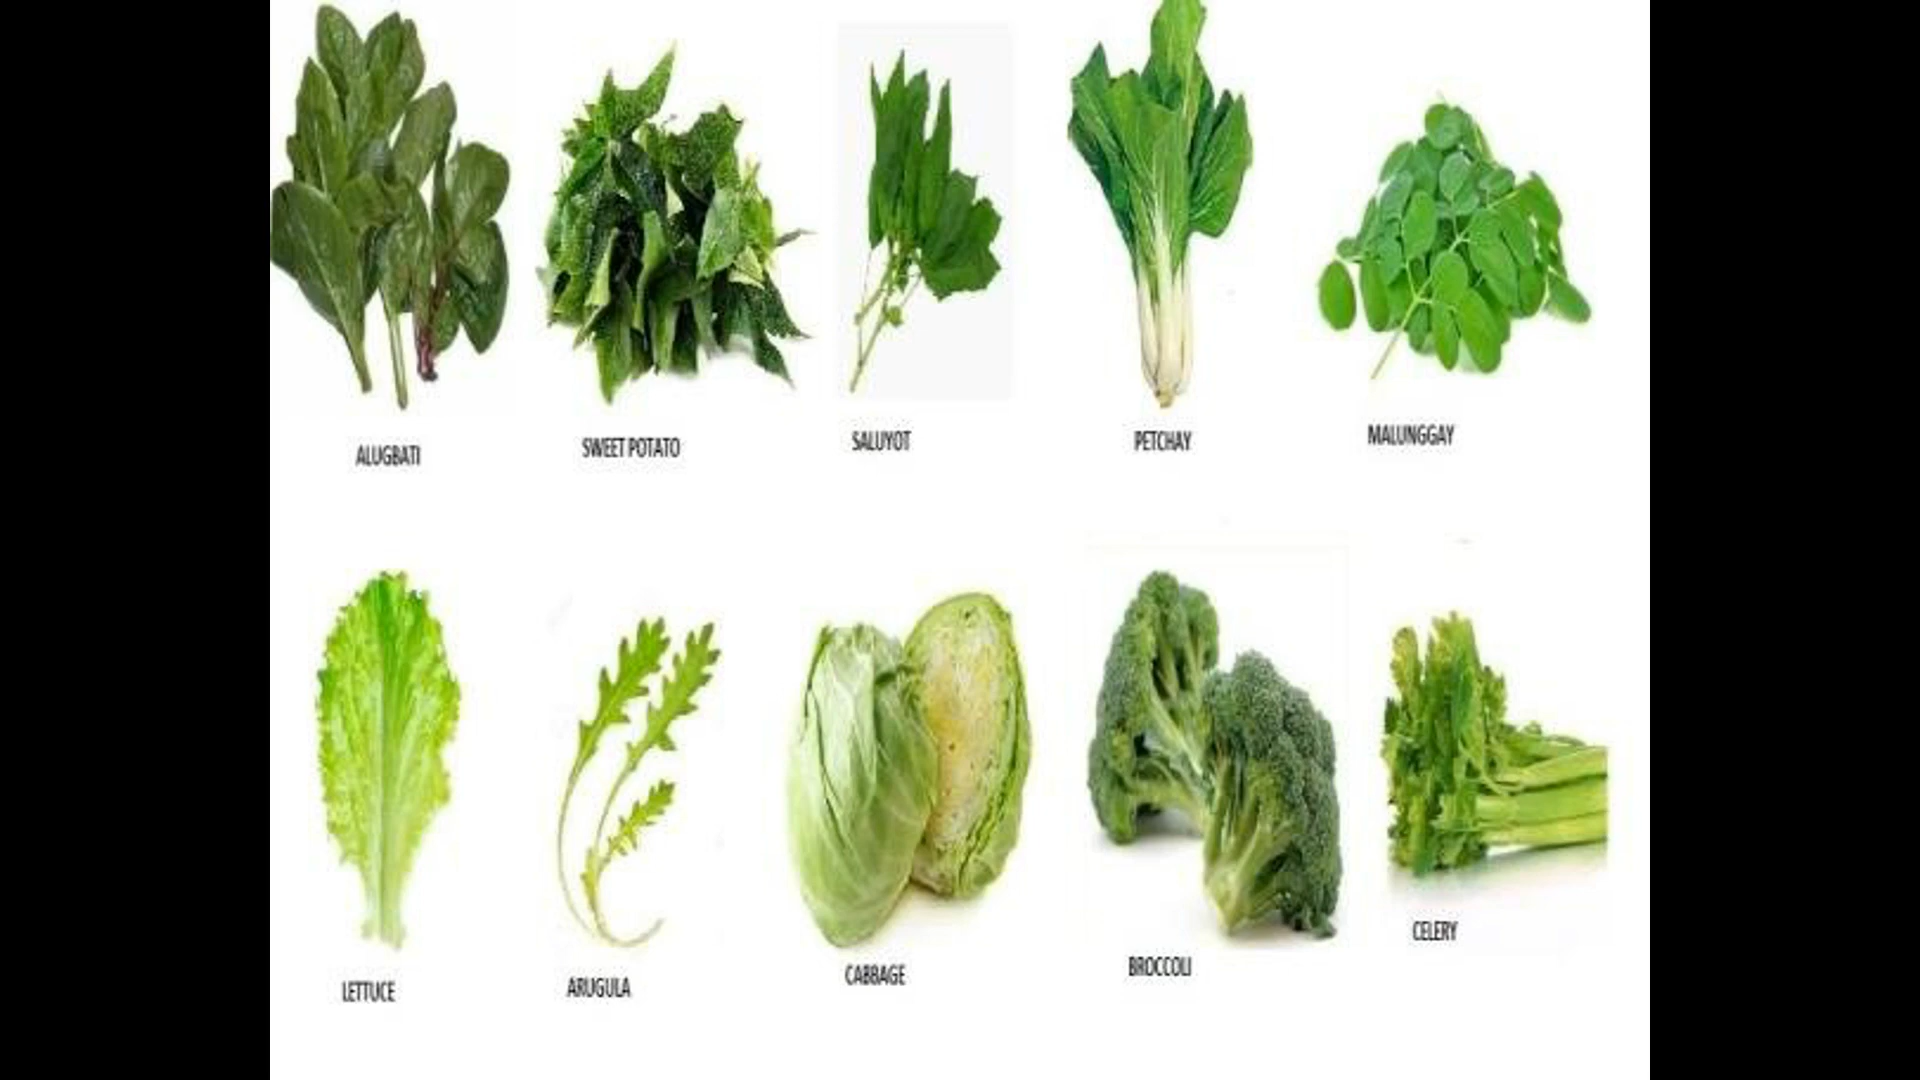 ALUGBATI
SWEET POTATO
SALUYOT
PETCHAY
MALUNGGAY
LETTUCE
ARUGULA
CABBAGE
BROCCOLI
CELERY